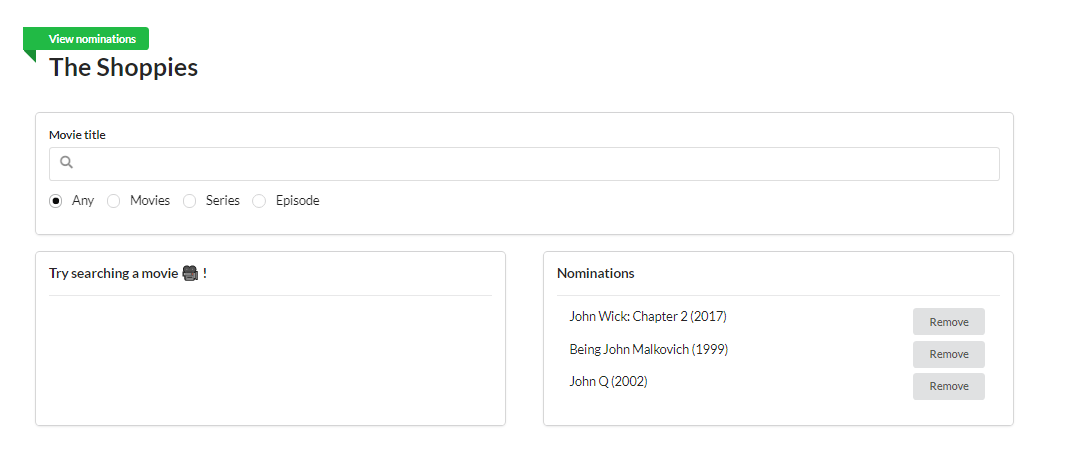 View nominations
The Shoppies
Movie title
Any Movies Series Episode
Try searching a movie 🎥 !
Nominations
John Wick: Chapter 2 (2017) Remove
Being John Malkovich (1999) Remove
John Q (2002) Remove